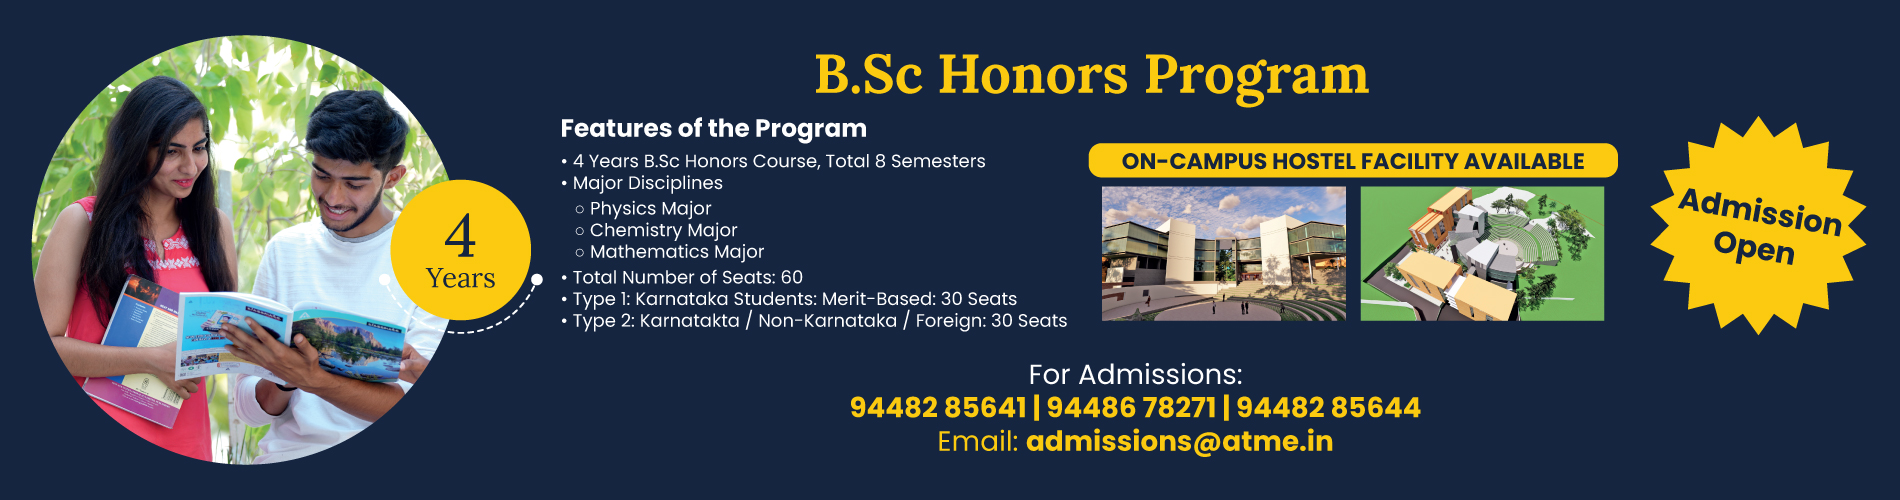 B.Sc Honors Program
4
Years
Features of the Program
• 4 Years B.Sc Honors Course, Total 8 Semesters
• Major Disciplines
○ Physics Major
○ Chemistry Major
○ Mathematics Major
• Total Number of Seats: 60
• Type 1: Karnataka Students: Merit-Based: 30 Seats
• Type 2: Karnatakta / Non-Karnataka / Foreign: 30 Seats
ON-CAMPUS HOSTEL FACILITY AVAILABLE
Admission
Open
For Admissions:
94482 85641 | 94486 78271 | 94482 85644
Email: admissions@atme.in